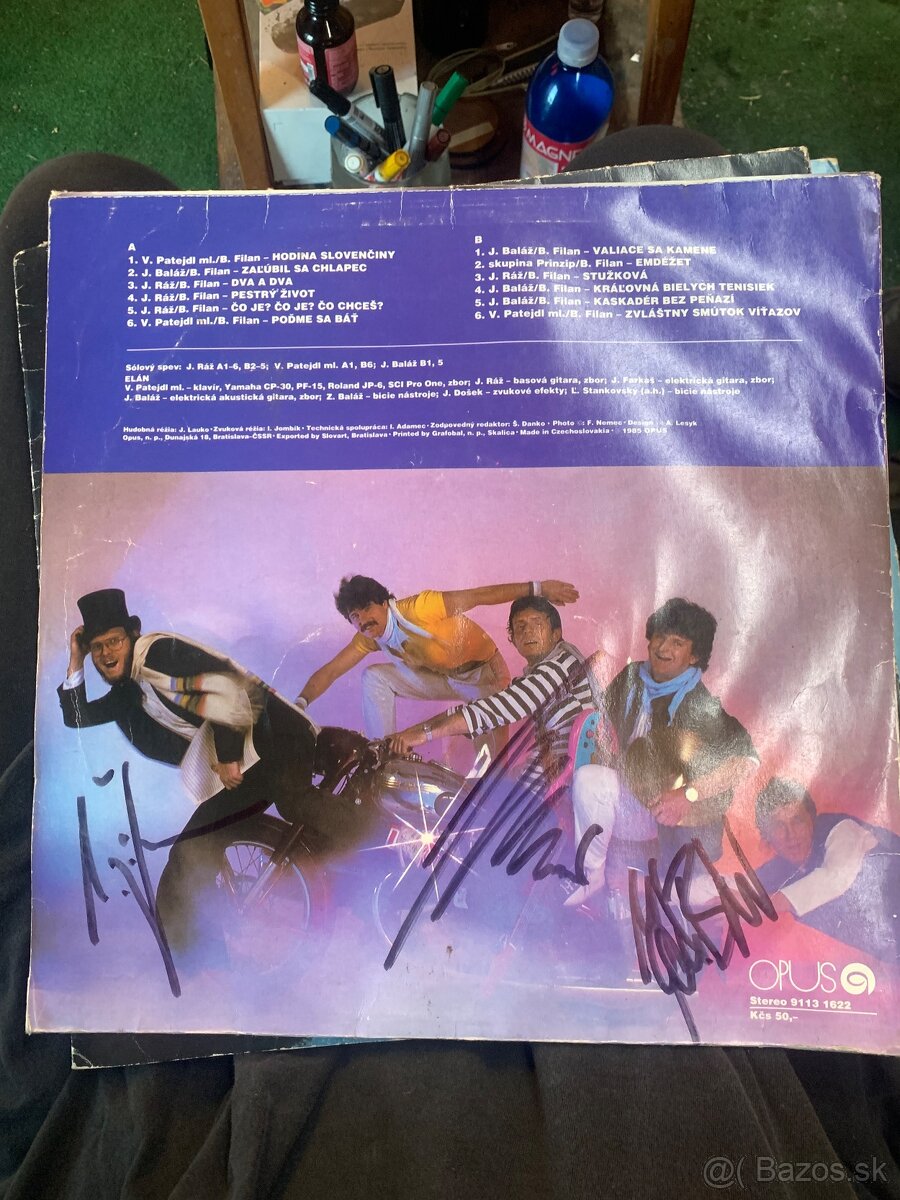 MAGNE
A
1. V. Patejdl ml./B. Filan – HODINA SLOVENČINY
2. J. Baláž/B. Filan – ZAĽÚBIL SA CHLAPEC
3. J. Ráž/B. Filan – DVA A DVA
4. J. Ráž/B. Filan – PESTRÝ ŽIVOT
5. J. Ráž/B. Filan – ČO JE? ČO JE? ČO CHCEŠ?
6. V. Patejdl ml./B. Filan – POĎME SA BÁŤ
B
1. J. Baláž/B. Filan – VALIACE SA KAMENE
2. skupina Prinzip/B. Filan – EMDÉŽET
3. J. Ráž/B. Filan – STUŽKOVÁ
4. J. Baláž/B. Filan – KRÁĽOVNÁ BIELYCH TENISIEK
5. J. Baláž/B. Filan – KASKADÉR BEZ PEŇAZÍ
6. V. Patejdl ml./B. Filan – ZVLÁŠTNY SMÚTOK VÍŤAZOV
Sólový spev: J. Ráž A1–6, B2–5; V. Patejdl ml. A1, B6; J. Baláž B1, 5
ELÁN
V. Patejdl ml. – klavír, Yamaha CP-30, PF-15, Roland JP-6, SCI Pro One, zbor; J. Ráž – basová gitara, zbor; J. Farkaš – elektrická gitara, zbor;
J. Baláž – elektrická akustická gitara, zbor; Z. Baláž – bicie nástroje; J. Došek – zvukové efekty; Ľ. Stankovský (a.h.) – bicie nástroje
Hudobná réžia: J. Lauko · Zvuková réžia: I. Jombík · Technická spolupráca: I. Adamec · Zodpovedný redaktor: Š. Danko · Photo F. Nemec · Design A. Lesyk
Opus, n. p., Dunajská 18, Bratislava-ČSSR · Exported by Slovart, Bratislava · Printed by Grafobal, n. p., Skalica · Made in Czechoslovakia · 1985 OPUS
OPUS
Stereo 9113 1622
Kčs 50,–
@( Bazos.sk